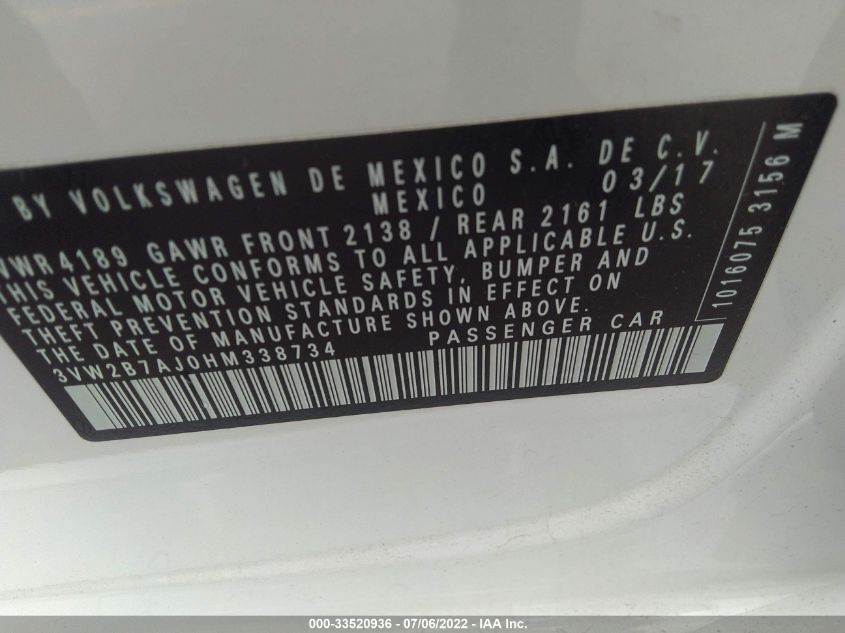 BY VOLKSWAGEN DE MEXICO S.A. DE C.V.
MEXICO 03/17
VWR4189 GAWR FRONT 2138 / REAR 2161 LBS
THIS VEHICLE CONFORMS TO ALL APPLICABLE U.S.
FEDERAL MOTOR VEHICLE SAFETY, BUMPER AND
THEFT PREVENTION STANDARDS IN EFFECT ON
THE DATE OF MANUFACTURE SHOWN ABOVE.
3VW2B7AJ0HM338734 PASSENGER CAR
1016075 3156 M
000-33520936 - 07/06/2022 - IAA Inc.